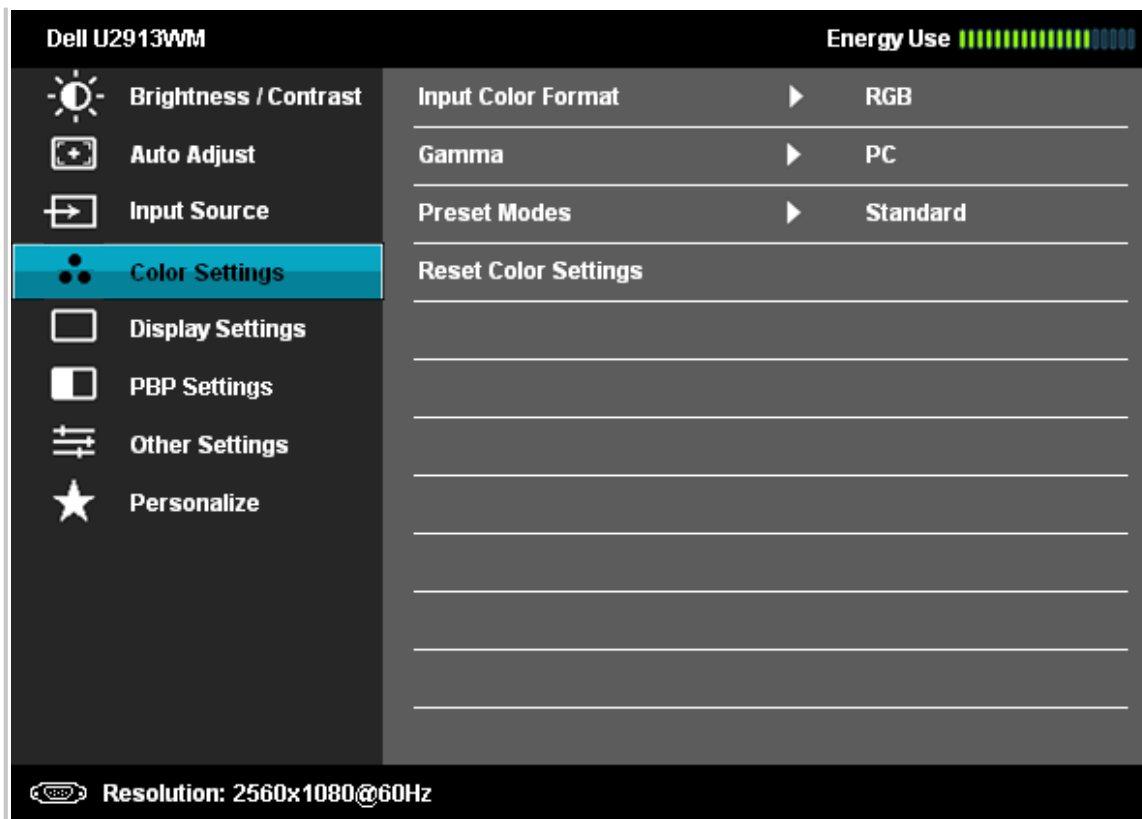 Dell U2913WM Energy Use
Brightness / Contrast Input Color Format RGB
Auto Adjust Gamma PC
Input Source Preset Modes Standard
Color Settings Reset Color Settings
Display Settings
PBP Settings
Other Settings
Personalize
Resolution: 2560x1080@60Hz